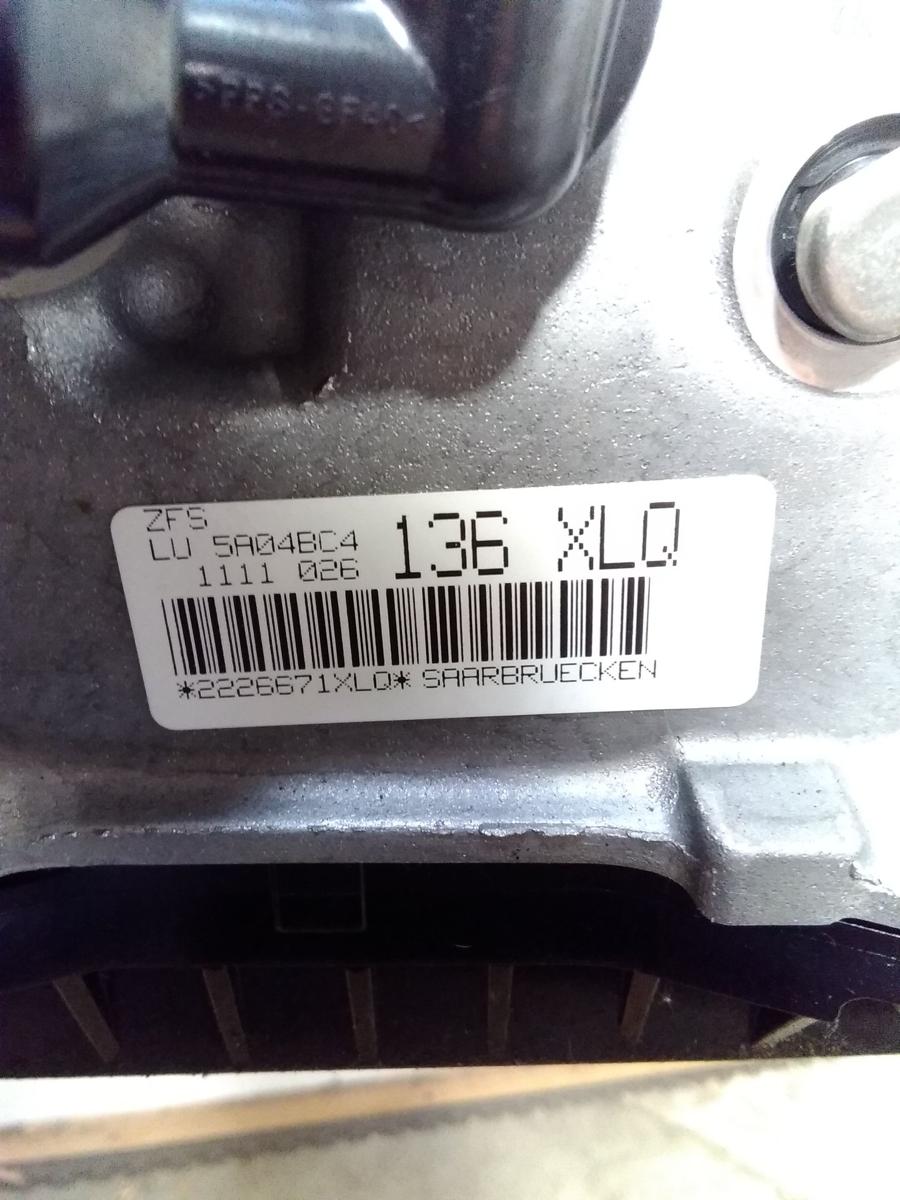 ZFS
LU 5A04BC4
1111 026
136 XLQ
*2226671XLQ* SAARBRUECKEN